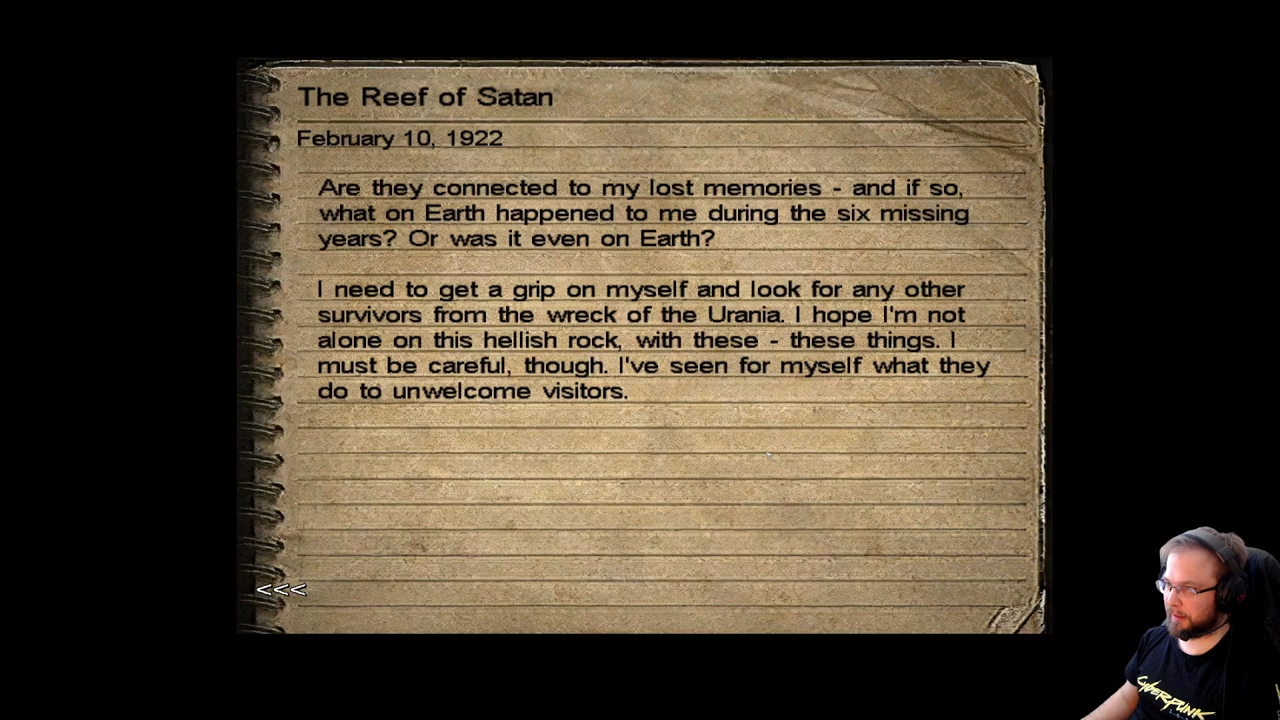 The Reef of Satan
February 10, 1922
Are they connected to my lost memories - and if so,
what on Earth happened to me during the six missing
years? Or was it even on Earth?
I need to get a grip on myself and look for any other
survivors from the wreck of the Urania. I hope I'm not
alone on this hellish rock, with these - these things. I
must be careful, though. I've seen for myself what they
do to unwelcome visitors.
<<<
CYBERPUNK